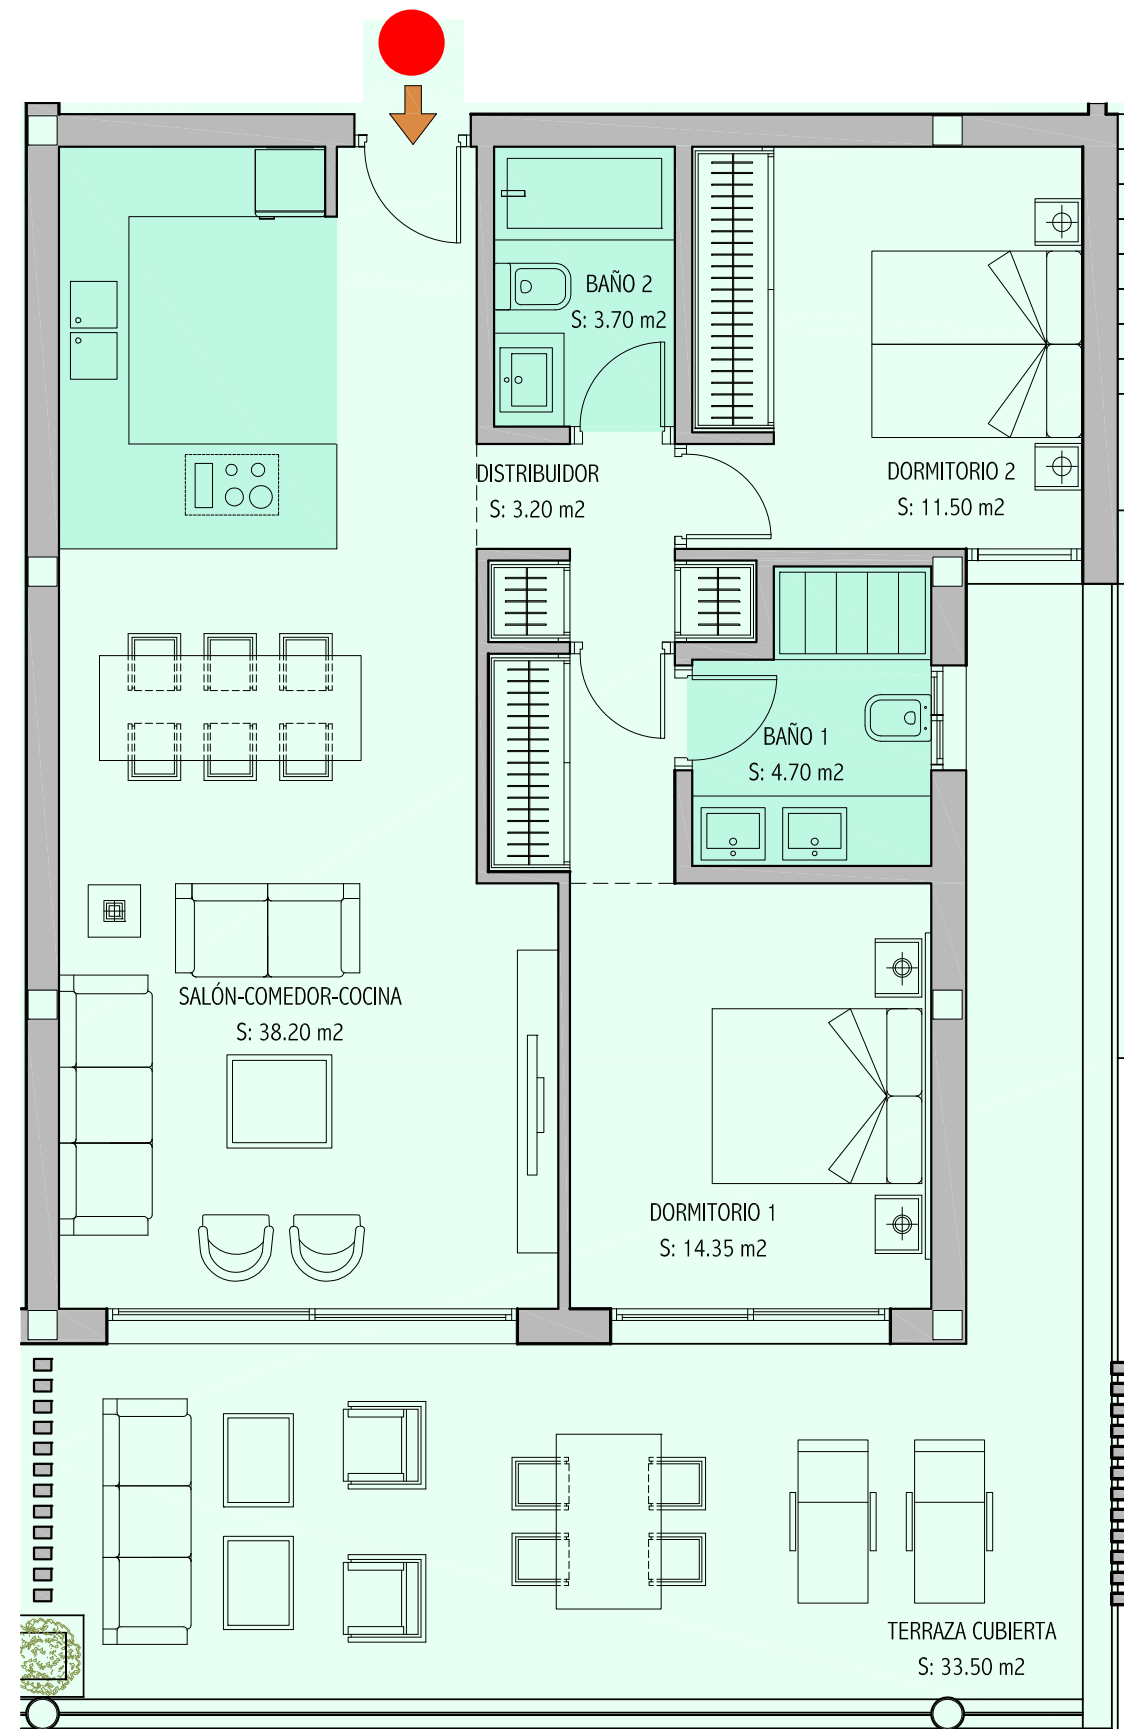 BAÑO 2
S: 3.70 m2
DISTRIBUIDOR
S: 3.20 m2
DORMITORIO 2
S: 11.50 m2
BAÑO 1
S: 4.70 m2
SALÓN-COMEDOR-COCINA
S: 38.20 m2
DORMITORIO 1
S: 14.35 m2
TERRAZA CUBIERTA
S: 33.50 m2